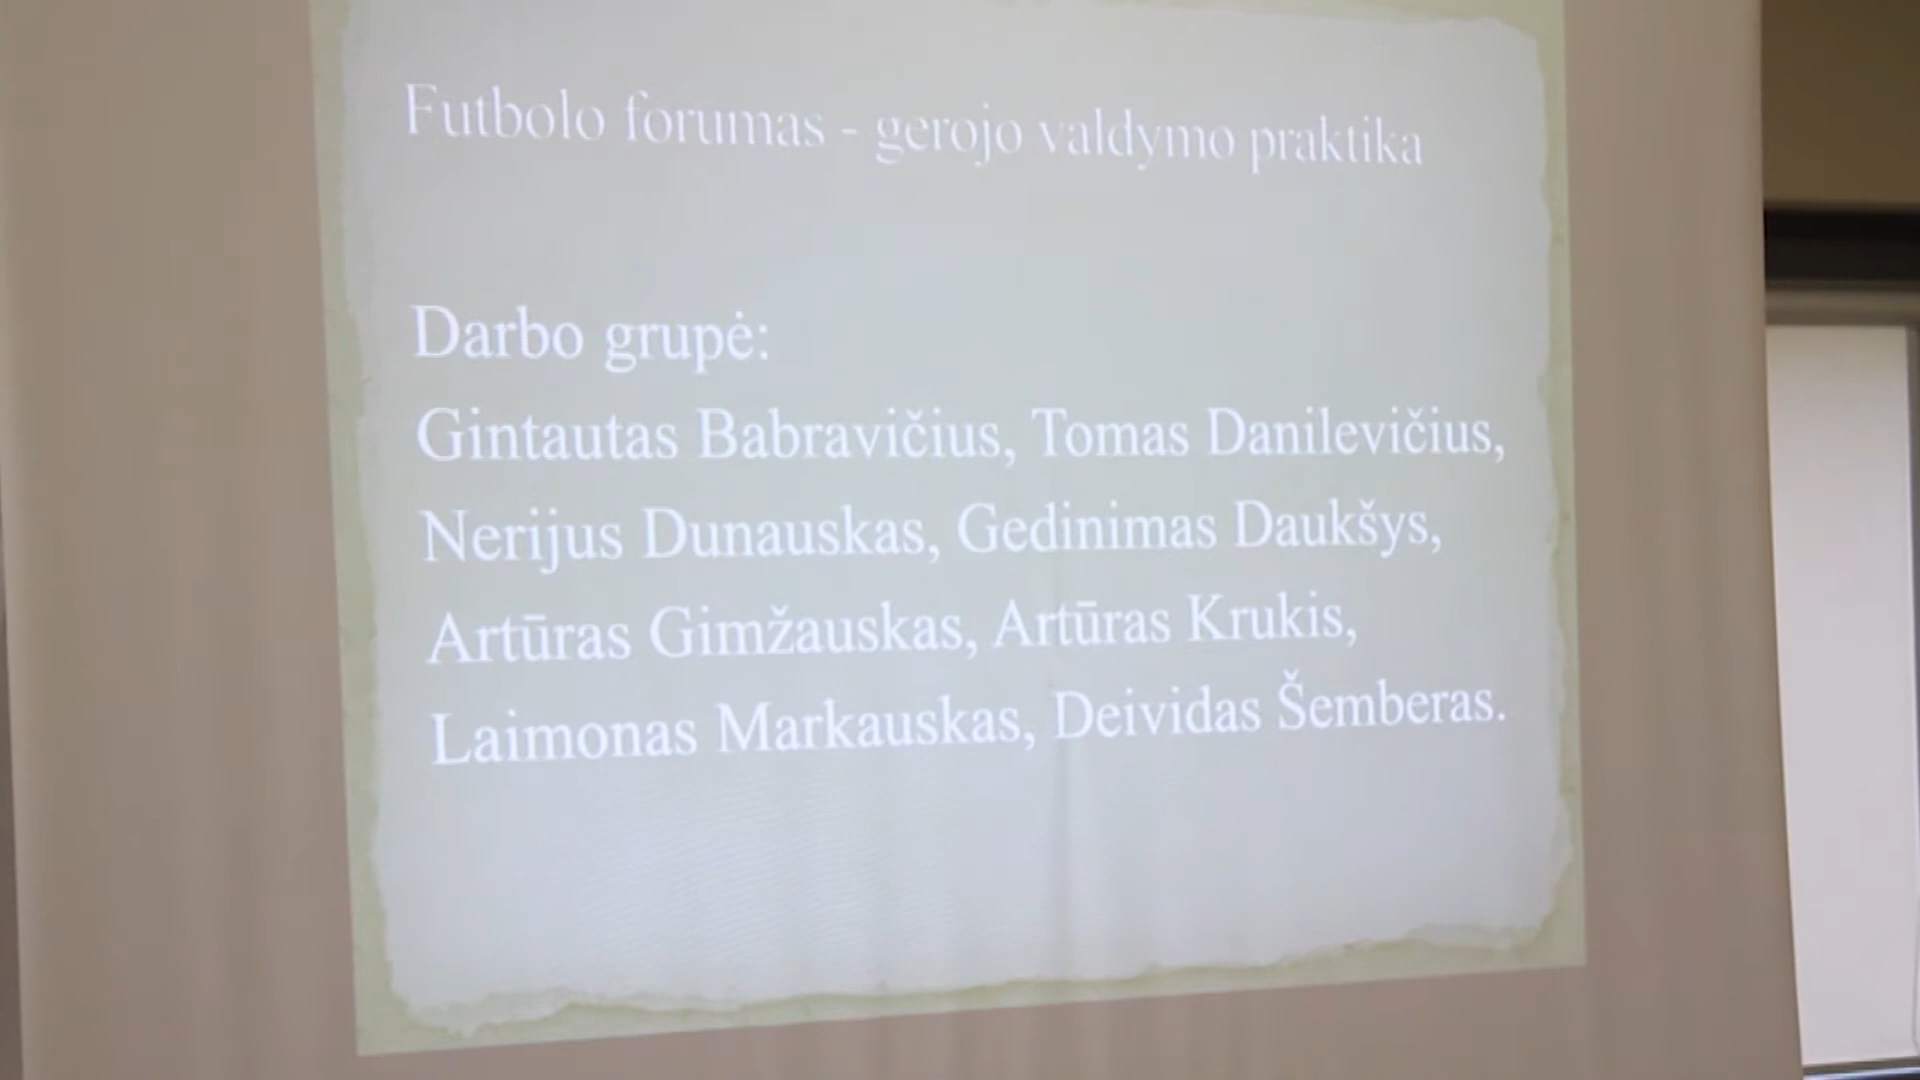 Futbolo forumas - gerojo valdymo praktika
Darbo grupė:
Gintautas Babravičius, Tomas Danilevičius,
Nerijus Dunauskas, Gedinimas Daukšys,
Artūras Gimžauskas, Artūras Krukis,
Laimonas Markauskas, Deividas Šemberas.